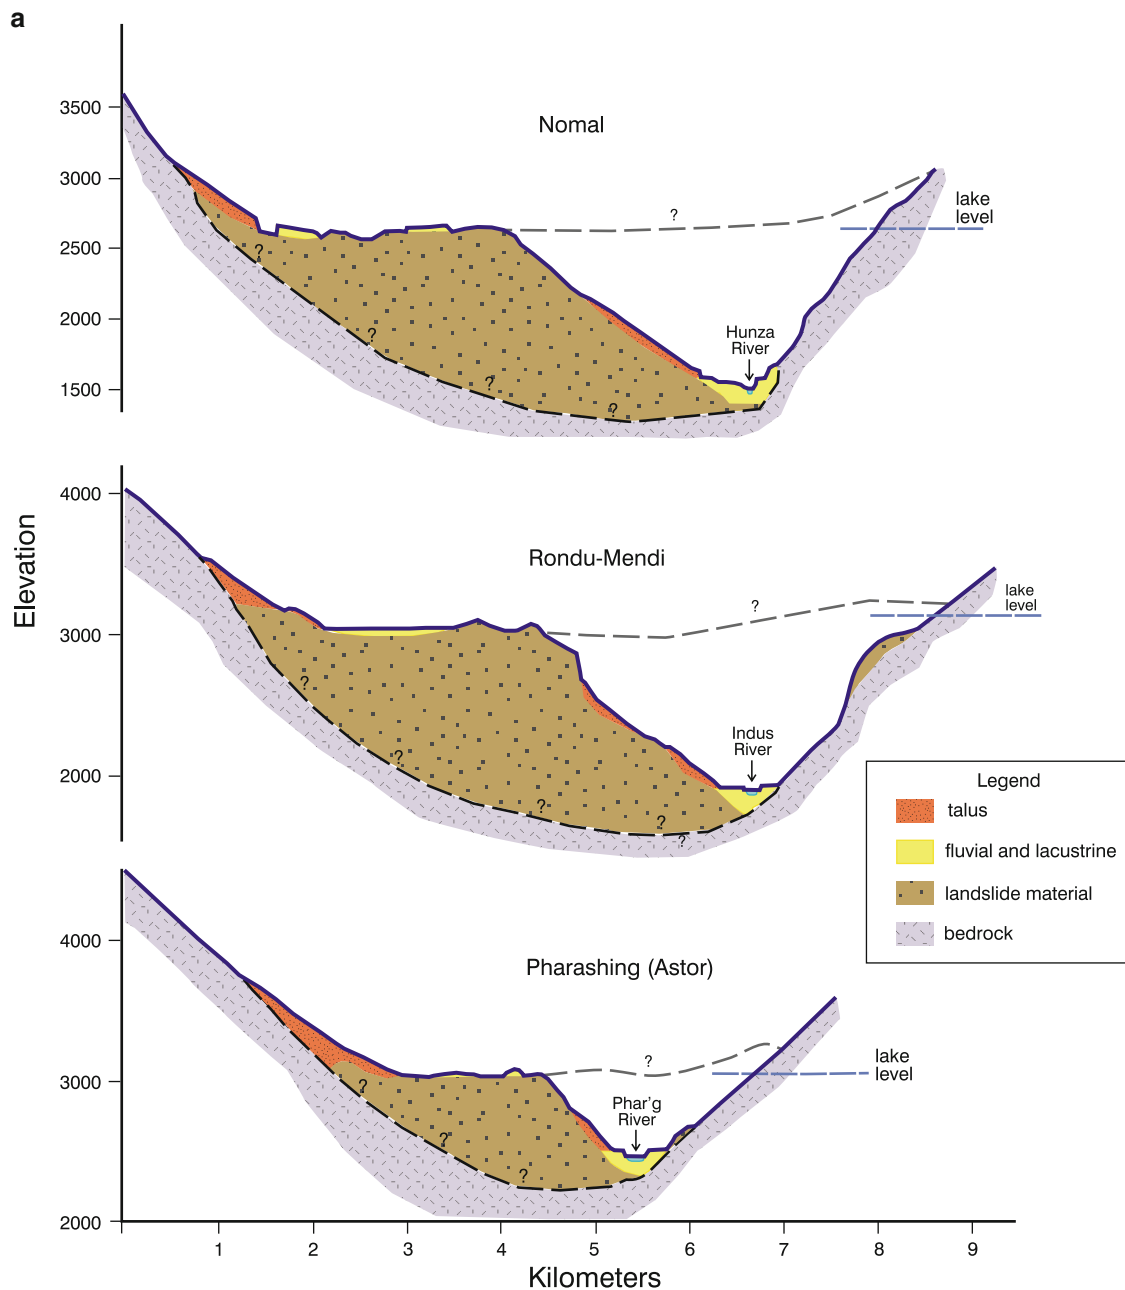 a
Nomal
3500
3000
2500
2000
1500
?
?
?
?
?
Hunza
River
lake
level
Elevation
Rondu-Mendi
4000
3000
2000
?
?
?
?
?
?
Indus
River
lake
level
Legend
talus
fluvial and lacustrine
landslide material
bedrock
Pharashing (Astor)
4000
3000
2000
?
?
?
?
Phar'g
River
lake
level
1 2 3 4 5 6 7 8 9
Kilometers